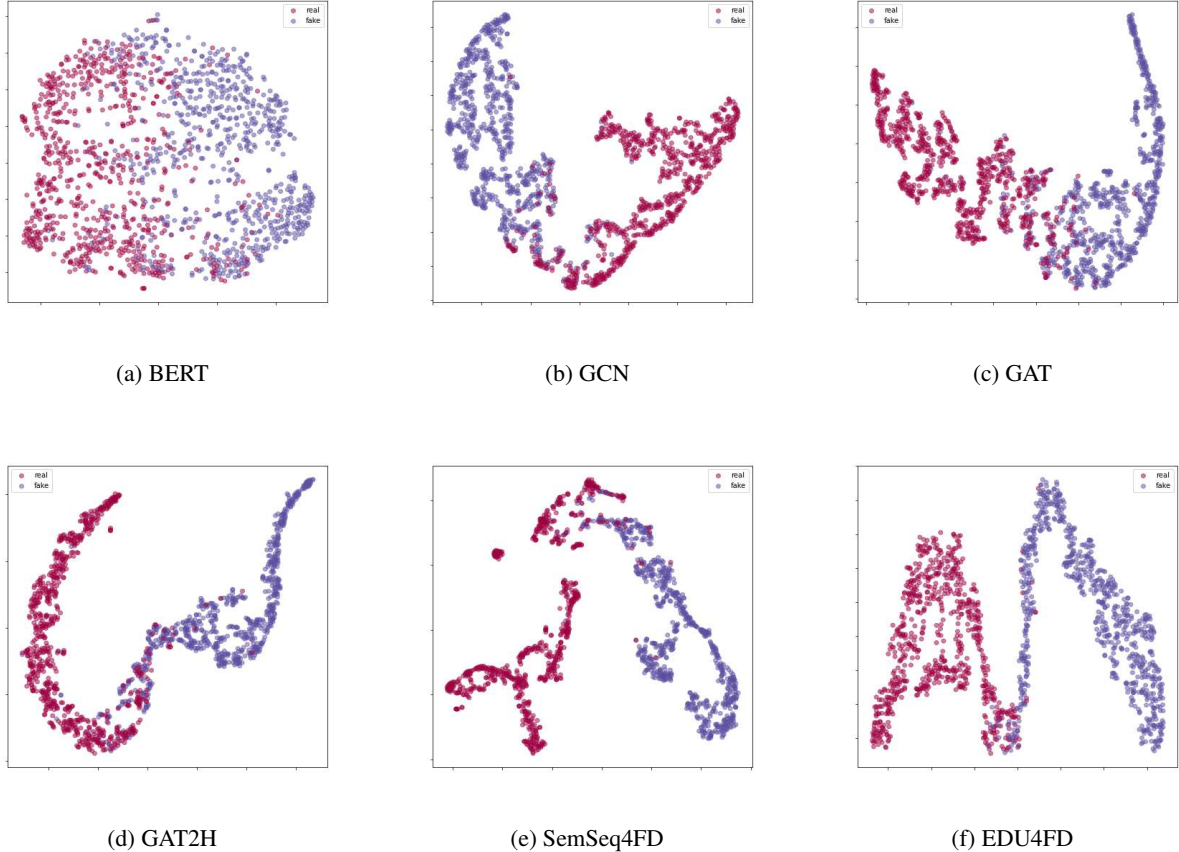 real
fake
real
fake
real
fake
(a) BERT
(b) GCN
(c) GAT
real
fake
real
fake
real
fake
(d) GAT2H
(e) SemSeq4FD
(f) EDU4FD